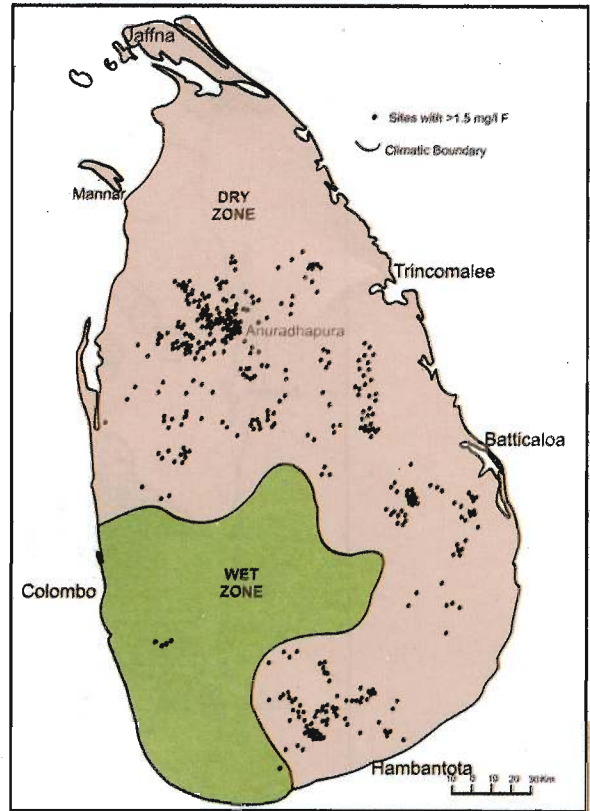 Jaffna
• Sites with >1.5 mg/l F
Climatic Boundary
Mannar
DRY
ZONE
Trincomalee
Anuradhapura
Batticaloa
WET
ZONE
Colombo
Hambantota
10 0 10 20 30 Km